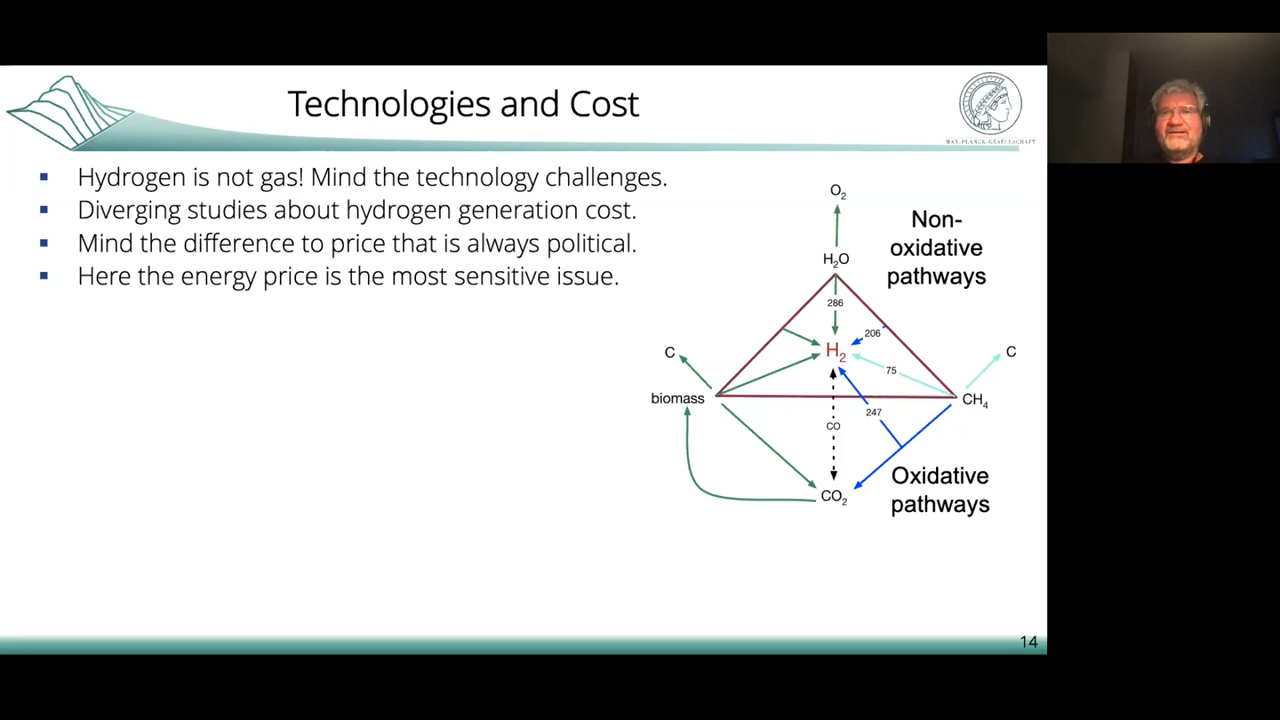 Technologies and Cost
MAX-PLANCK-GESELLSCHAFT
Hydrogen is not gas! Mind the technology challenges.
Diverging studies about hydrogen generation cost.
Mind the difference to price that is always political.
Here the energy price is the most sensitive issue.
O2
Non-
oxidative
pathways
H2O
286
206
C
H2
C
75
biomass
CH4
247
CO
Oxidative
pathways
CO2
14